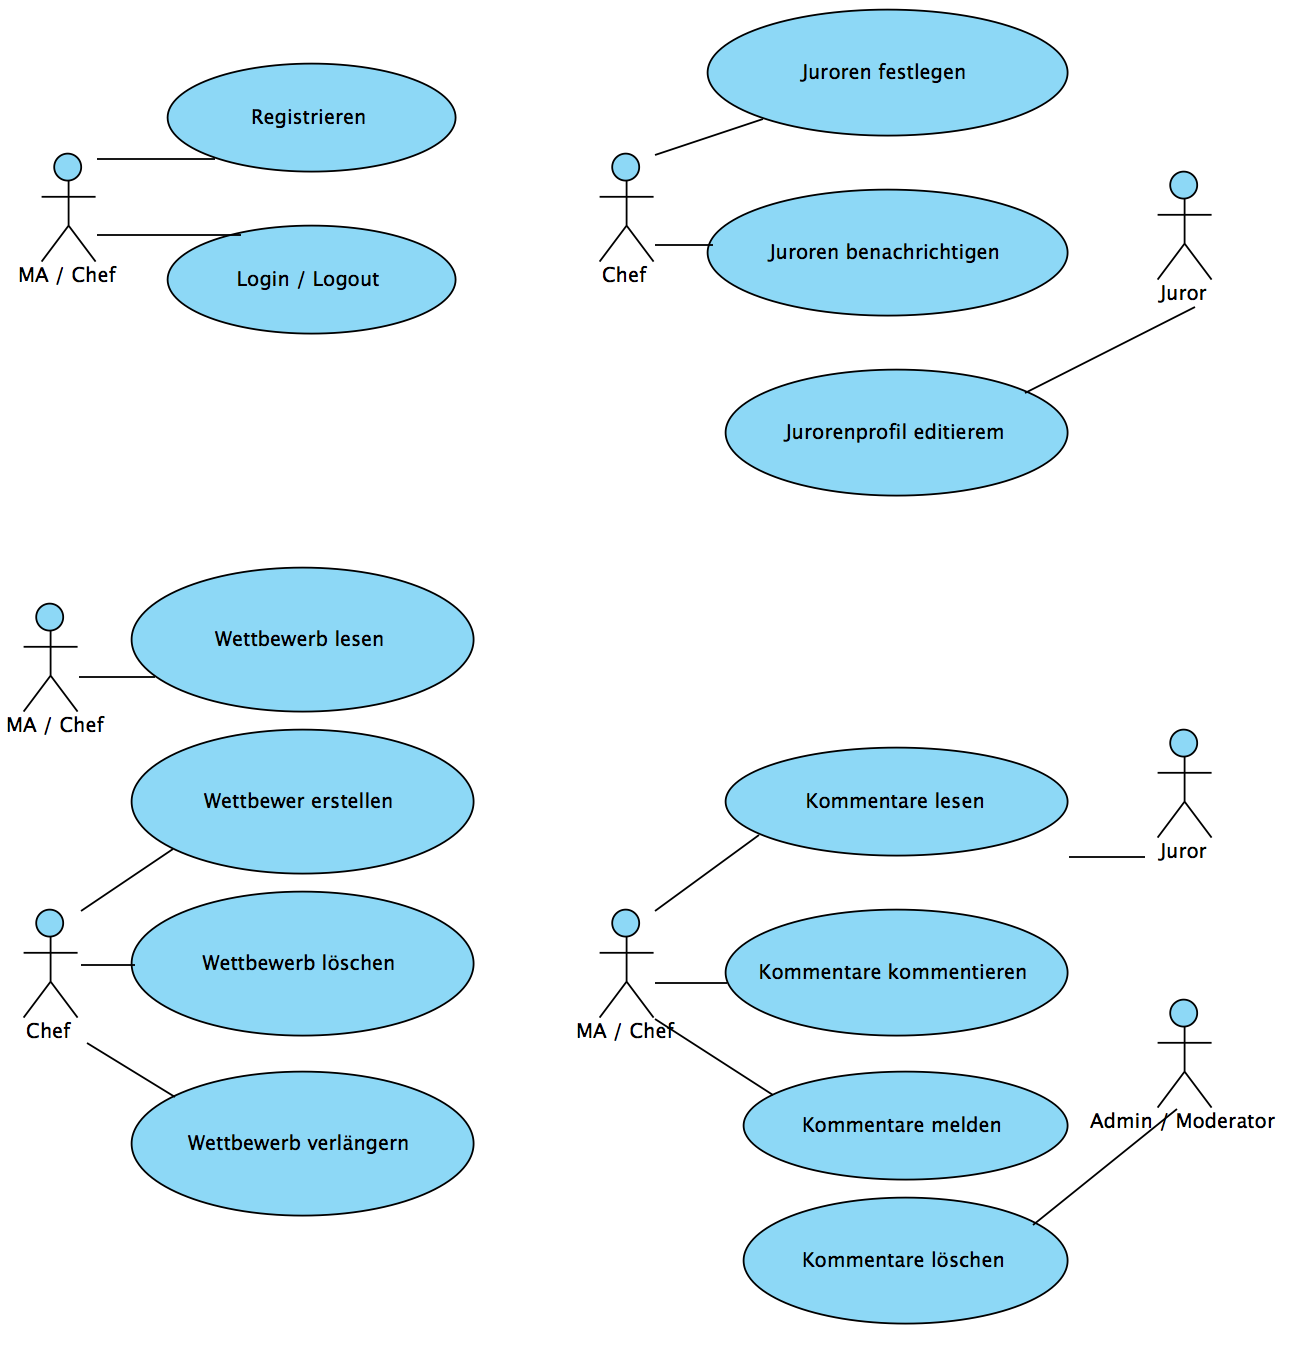 Registrieren
MA / Chef
Login / Logout
Juroren festlegen
Chef
Juroren benachrichtigen
Juror
Jurorenprofil editierem
Wettbewerb lesen
MA / Chef
Wettbewer erstellen
Wettbewerb löschen
Chef
Wettbewerb verlängern
Kommentare lesen
Juror
Kommentare kommentieren
MA / Chef
Kommentare melden
Admin / Moderator
Kommentare löschen